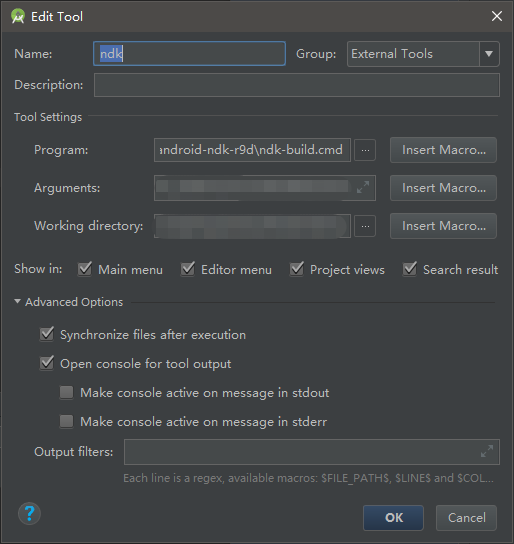 Edit Tool
Name: ndk Group: External Tools
Description:
Tool Settings
Program: android-ndk-r9d\ndk-build.cmd ... Insert Macro...
Arguments: Insert Macro...
Working directory: ... Insert Macro...
Show in: Main menu Editor menu Project views Search result
Advanced Options
Synchronize files after execution
Open console for tool output
Make console active on message in stdout
Make console active on message in stderr
Output filters:
Each line is a regex, available macros: $FILE_PATH$, $LINE$ and $COL...
? OK Cancel